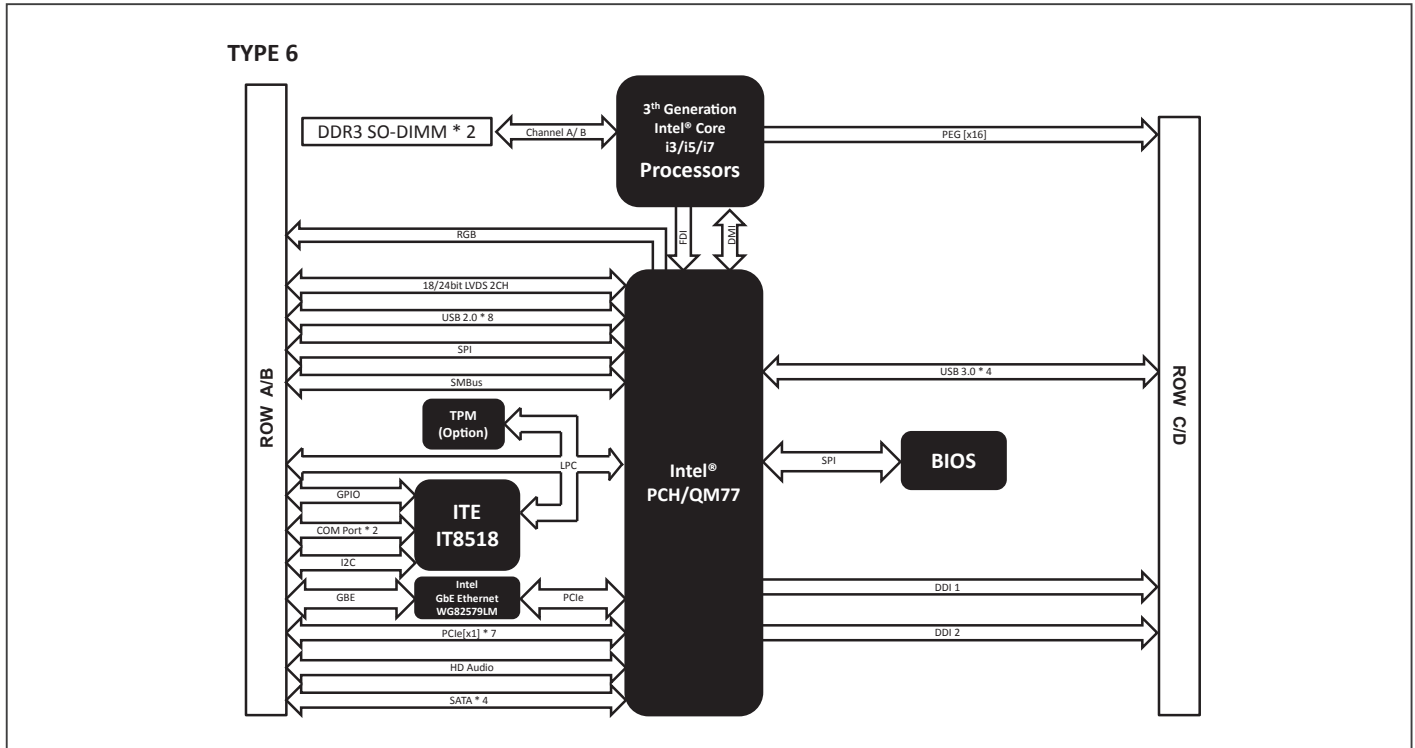 TYPE 6
ROW A/B
DDR3 SO-DIMM * 2
Channel A/ B
3th Generation
Intel® Core
i3/i5/i7
Processors
PEG [x16]
ROW C/D
RGB
FDI
DMI
18/24bit LVDS 2CH
USB 2.0 * 8
SPI
SMBus
USB 3.0 * 4
TPM
(Option)
LPC
Intel®
PCH/QM77
SPI
BIOS
GPIO
COM Port * 2
I2C
ITE
IT8518
GBE
Intel
GbE Ethernet
WG82579LM
PCIe
DDI 1
PCIe[x1] * 7
DDI 2
HD Audio
SATA * 4